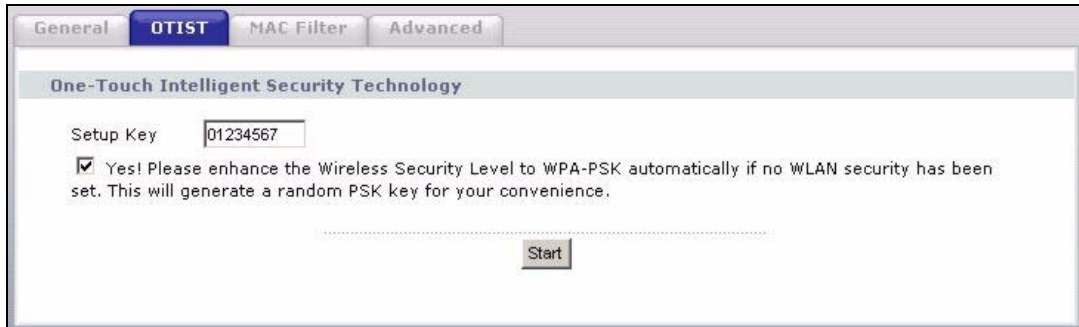 General OTIST MAC Filter Advanced
One-Touch Intelligent Security Technology
Setup Key 01234567
Yes! Please enhance the Wireless Security Level to WPA-PSK automatically if no WLAN security has been
set. This will generate a random PSK key for your convenience.
Start